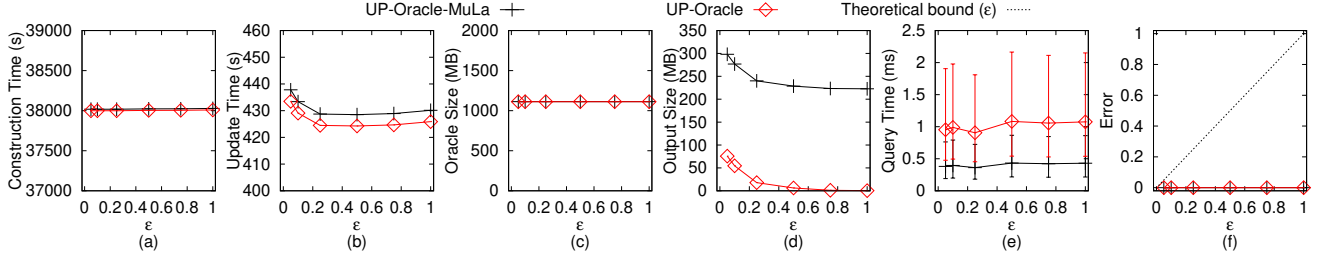 UP-Oracle-MuLa UP-Oracle Theoretical bound (ε)
Construction Time (s)
39000
38500
38000
37500
37000
0 0.2 0.4 0.6 0.8 1
ε
(a)
Update Time (s)
460
450
440
430
420
410
400
0 0.2 0.4 0.6 0.8 1
ε
(b)
Oracle Size (MB)
2000
1500
1000
500
0
0 0.2 0.4 0.6 0.8 1
ε
(c)
Output Size (MB)
350
300
250
200
150
100
50
0
0 0.2 0.4 0.6 0.8 1
ε
(d)
Query Time (ms)
2.5
2
1.5
1
0.5
0
0 0.2 0.4 0.6 0.8 1
ε
(e)
Error
1
0.8
0.6
0.4
0.2
0
0 0.2 0.4 0.6 0.8 1
ε
(f)